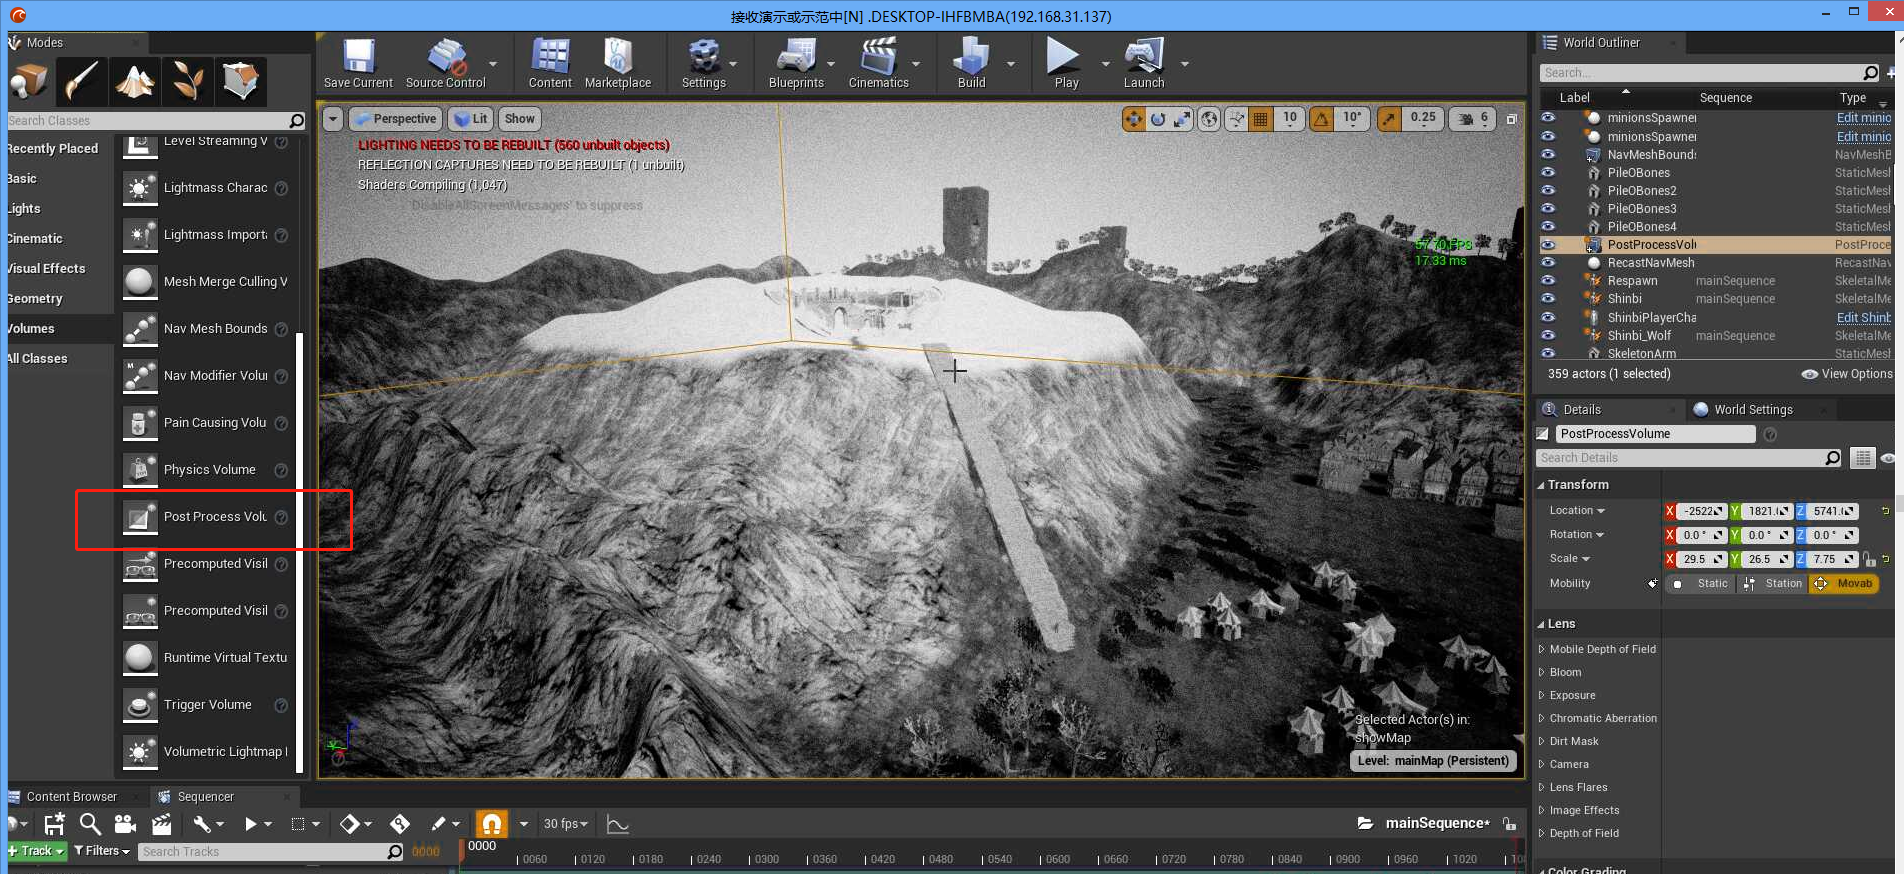 接收演示或示范中[N] .DESKTOP-IHFBMBA(192.168.31.137)
Modes
Search Classes
Recently Placed
Basic
Lights
Cinematic
Visual Effects
Geometry
Volumes
All Classes
Level Streaming V
Lightmass Charac
Lightmass Importa
Mesh Merge Culling V
Nav Mesh Bounds
Nav Modifier Volu
Pain Causing Volu
Physics Volume
Post Process Volu
Precomputed Visil
Precomputed Visil
Runtime Virtual Textu
Trigger Volume
Volumetric Lightmap
Save Current
Source Control
Content
Marketplace
Settings
Blueprints
Cinematics
Build
Play
Launch
Perspective
Lit
Show
10
10°
0.25
6
LIGHTING NEEDS TO BE REBUILT (560 unbuilt objects)
REFLECTION CAPTURES NEED TO BE REBUILT (1 unbuilt)
Shaders Compiling (1,047)
'DisableAllScreenMessages' to suppress
57.70 FPS
17.33 ms
Selected Actor(s) in:
showMap
Level: mainMap (Persistent)
World Outliner
Search...
Label Sequence Type
minionsSpawner Edit minio
minionsSpawner Edit minio
NavMeshBounds NavMeshB
PileOBones StaticMesh
PileOBones2 StaticMesh
PileOBones3 StaticMesh
PileOBones4 StaticMesh
PostProcessVolu PostProce
RecastNavMesh RecastNav
Respawn mainSequence SkeletalMe
Shinbi mainSequence SkeletalMe
ShinbiPlayerCha Edit Shinb
Shinbi_Wolf mainSequence SkeletalMe
SkeletonArm StaticMesh
359 actors (1 selected)
View Options
Details
World Settings
PostProcessVolume
Search Details
Transform
Location X -2522 Y 1821.0 Z 5741.0
Rotation X 0.0 ° Y 0.0 ° Z 0.0 °
Scale X 29.5 Y 26.5 Z 7.75
Mobility Static Station Movab
Lens
Mobile Depth of Field
Bloom
Exposure
Chromatic Aberration
Dirt Mask
Camera
Lens Flares
Image Effects
Depth of Field
Color Grading
Content Browser
Sequencer
30 fps
mainSequence*
Track
Filters
Search Tracks
0000
0000
0060 0120 0180 0240 0300 0360 0420 0480 0540 0600 0660 0720 0780 0840 0900 0960 1020